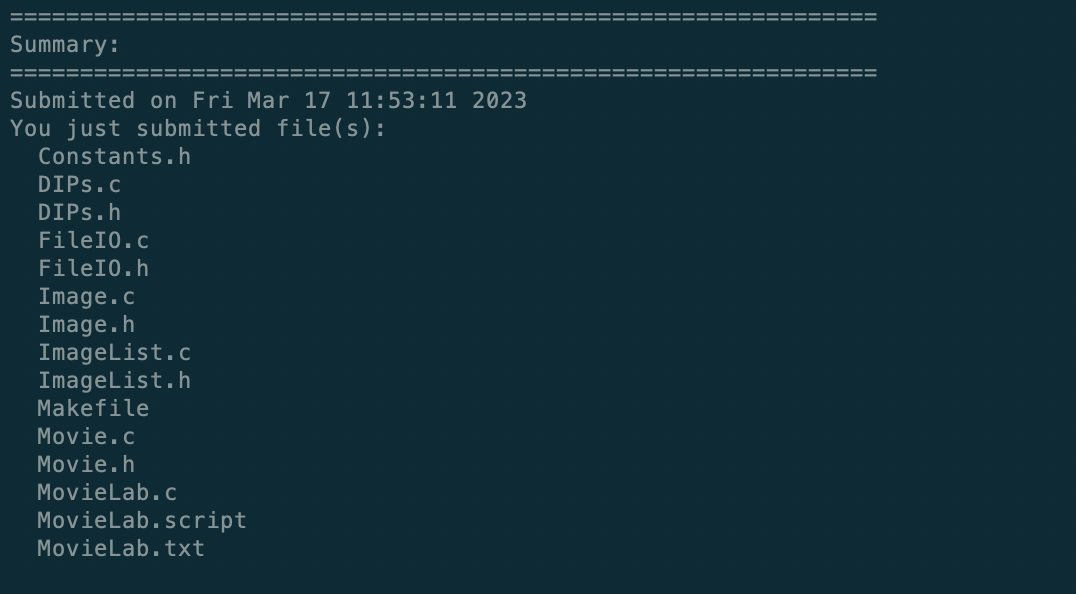 ==============================================================
Summary:
==============================================================
Submitted on Fri Mar 17 11:53:11 2023
You just submitted file(s):
  Constants.h
  DIPs.c
  DIPs.h
  FileIO.c
  FileIO.h
  Image.c
  Image.h
  ImageList.c
  ImageList.h
  Makefile
  Movie.c
  Movie.h
  MovieLab.c
  MovieLab.script
  MovieLab.txt